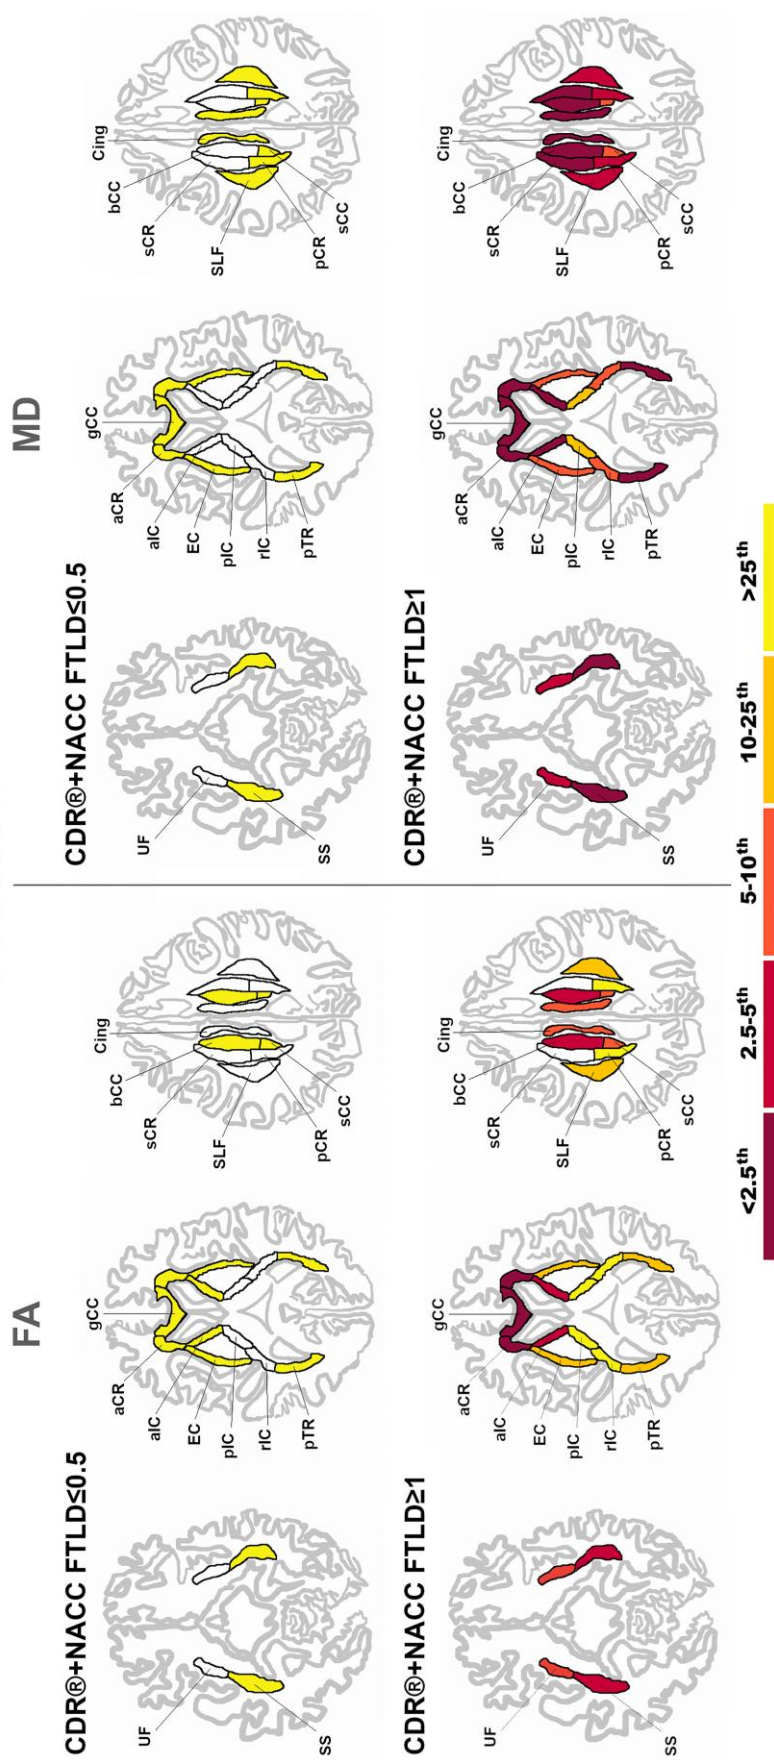 FA
CDR®+NACC FTLD≤0.5
UF
SS
gCC
aCR
aIC
EC
pIC
rIC
pTR
Cing
bCC
sCR
SLF
pCR
sCC
CDR®+NACC FTLD≥1
UF
SS
gCC
aCR
aIC
EC
pIC
rIC
pTR
Cing
bCC
sCR
SLF
pCR
sCC
MD
CDR®+NACC FTLD≤0.5
UF
SS
gCC
aCR
aIC
EC
pIC
rIC
pTR
Cing
bCC
sCR
SLF
pCR
sCC
CDR®+NACC FTLD≥1
UF
SS
gCC
aCR
aIC
EC
pIC
rIC
pTR
Cing
bCC
sCR
SLF
pCR
sCC
<2.5th 2.5-5th 5-10th 10-25th >25th